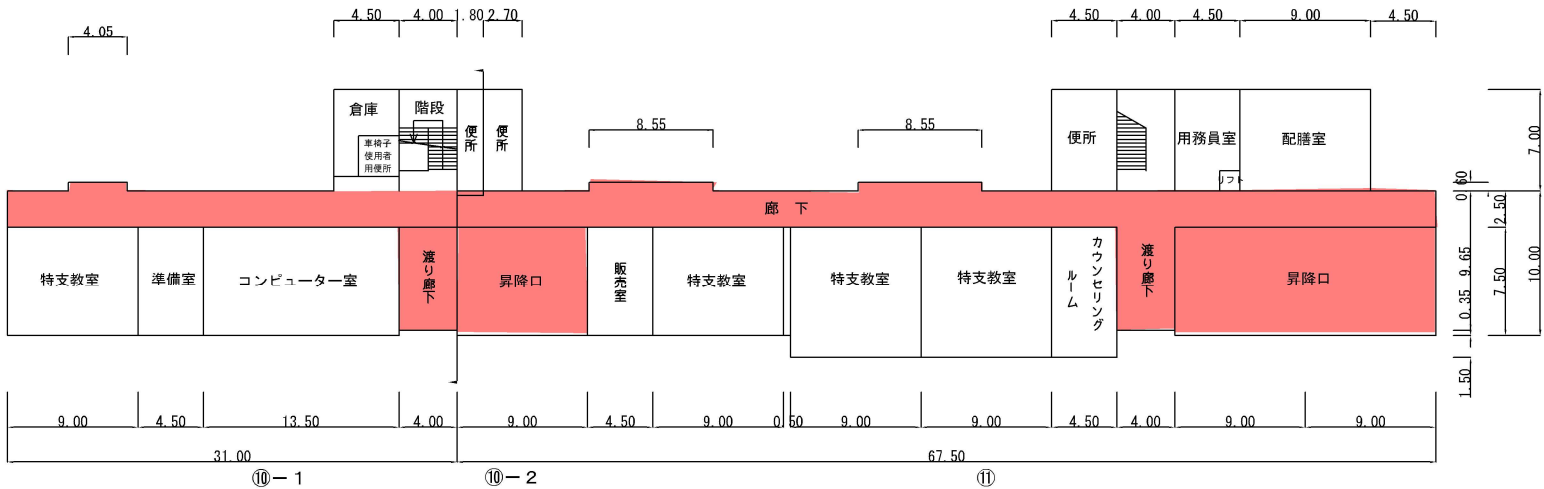 4.50 4.00 1.80 2.70 4.50 4.00 4.50 9.00 4.50
4.05
8.55 8.55
倉庫 階段 便所 便所 便所 用務員室 配膳室
車椅子
使用者
用便所
リフト
7.00
0.60
廊 下
2.50
特支教室 準備室 コンピューター室 渡り廊下 昇降口 販売室 特支教室 特支教室 特支教室 カウンセリング
ルーム
渡り廊下 昇降口
9.65 7.50 10.00
0.35
1.50
9.00 4.50 13.50 4.00 9.00 4.50 9.00 0.50 9.00 9.00 4.50 4.00 9.00 9.00
31.00 67.50
⑩－1 ⑩－2 ⑪